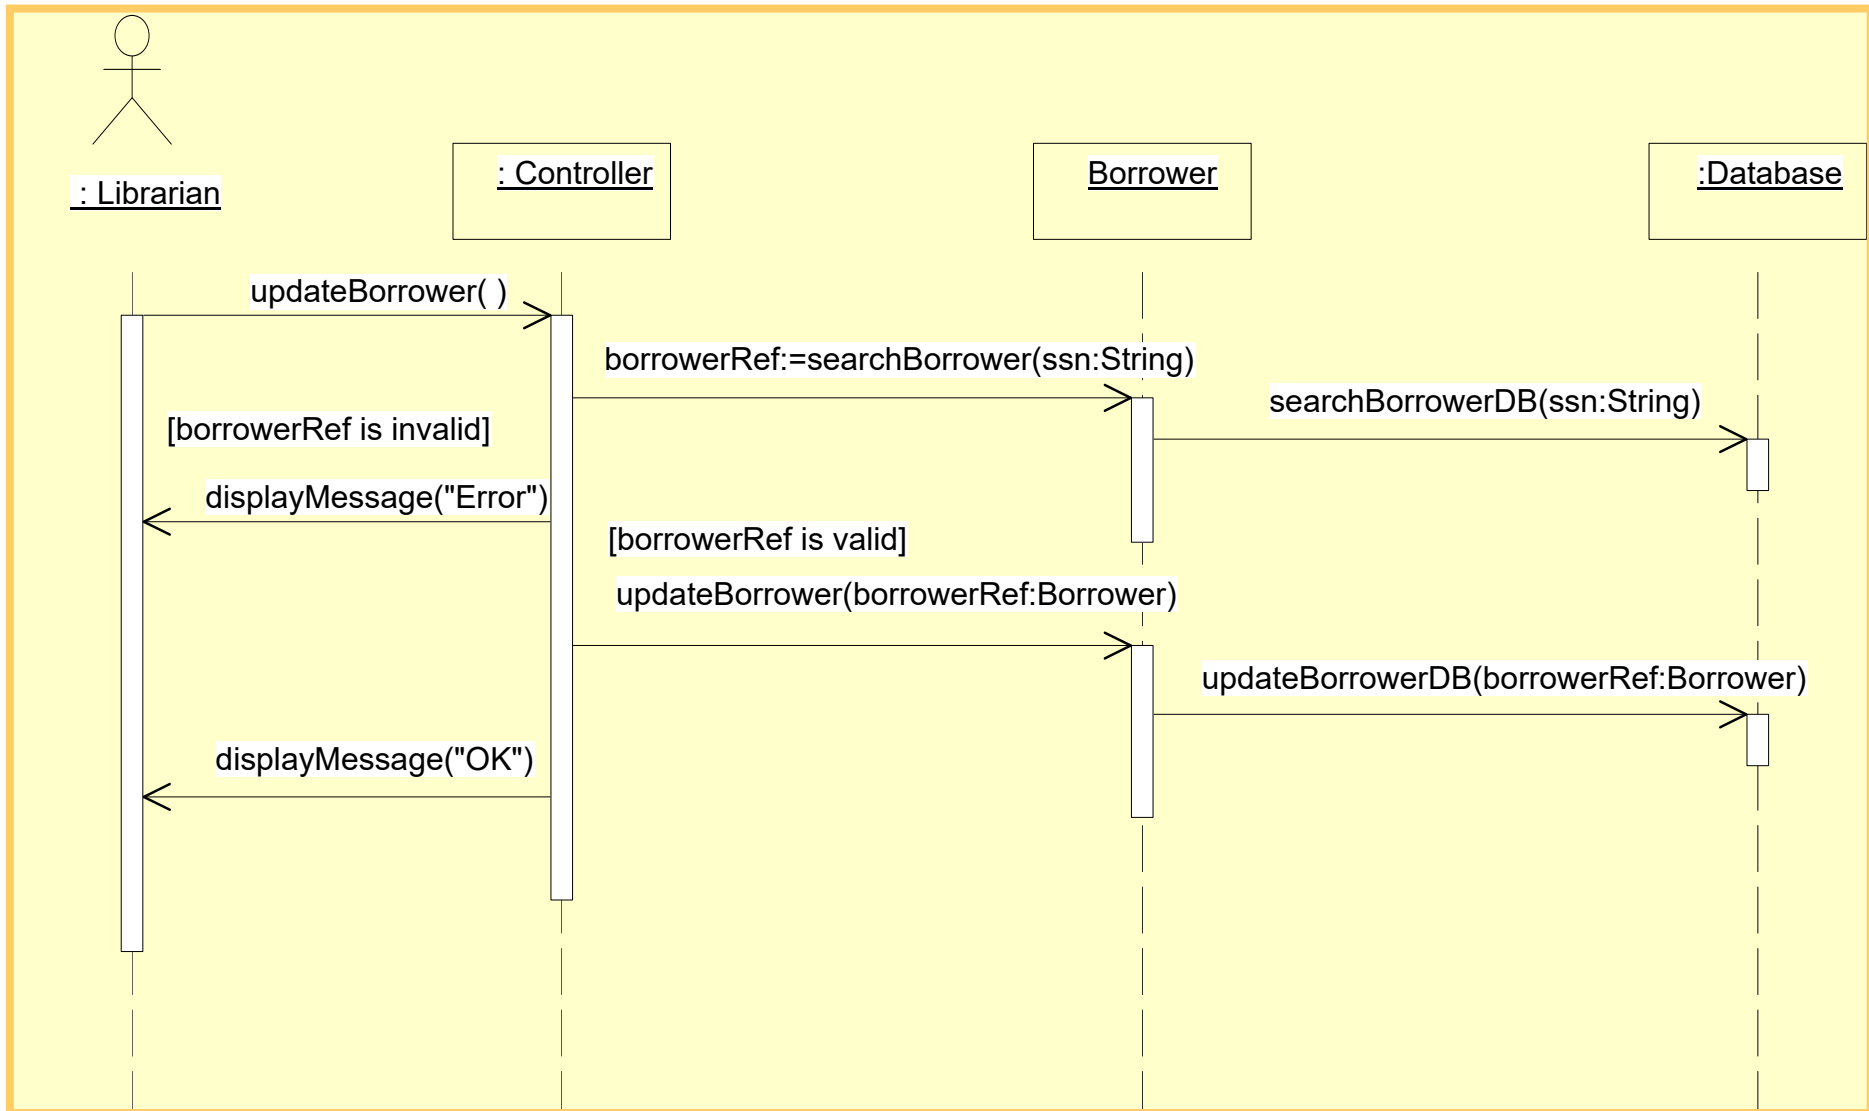 : Librarian
: Controller
Borrower
:Database
updateBorrower( )
borrowerRef:=searchBorrower(ssn:String)
searchBorrowerDB(ssn:String)
[borrowerRef is invalid]
displayMessage("Error")
[borrowerRef is valid]
updateBorrower(borrowerRef:Borrower)
updateBorrowerDB(borrowerRef:Borrower)
displayMessage("OK")